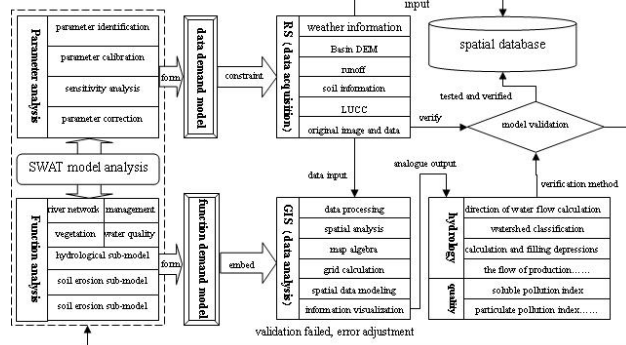 input
Parameter analysis
parameter identification
parameter calibration
sensitivity analysis
parameter correction
form
data demand model
constraint
RS (data acquisition)
weather information
Basin DEM
runoff
soil information
LUCC
original image and data
spatial database
tested and verified
verify
model validation
SWAT model analysis
data input
analogue output
verification method
Function analysis
river network
management
vegetation
water quality
hydrological sub-model
soil erosion sub-model
soil erosion sub-model
form
function demand model
embed
GIS (data analysis)
data processing
spatial analysis
map algebra
grid calculation
spatial data modeling
information visualization
hydrology
direction of water flow calculation
watershed classification
calculation and filling depressions
the flow of production……
quality
soluble pollution index
particulate pollution index……
validation failed, error adjustment